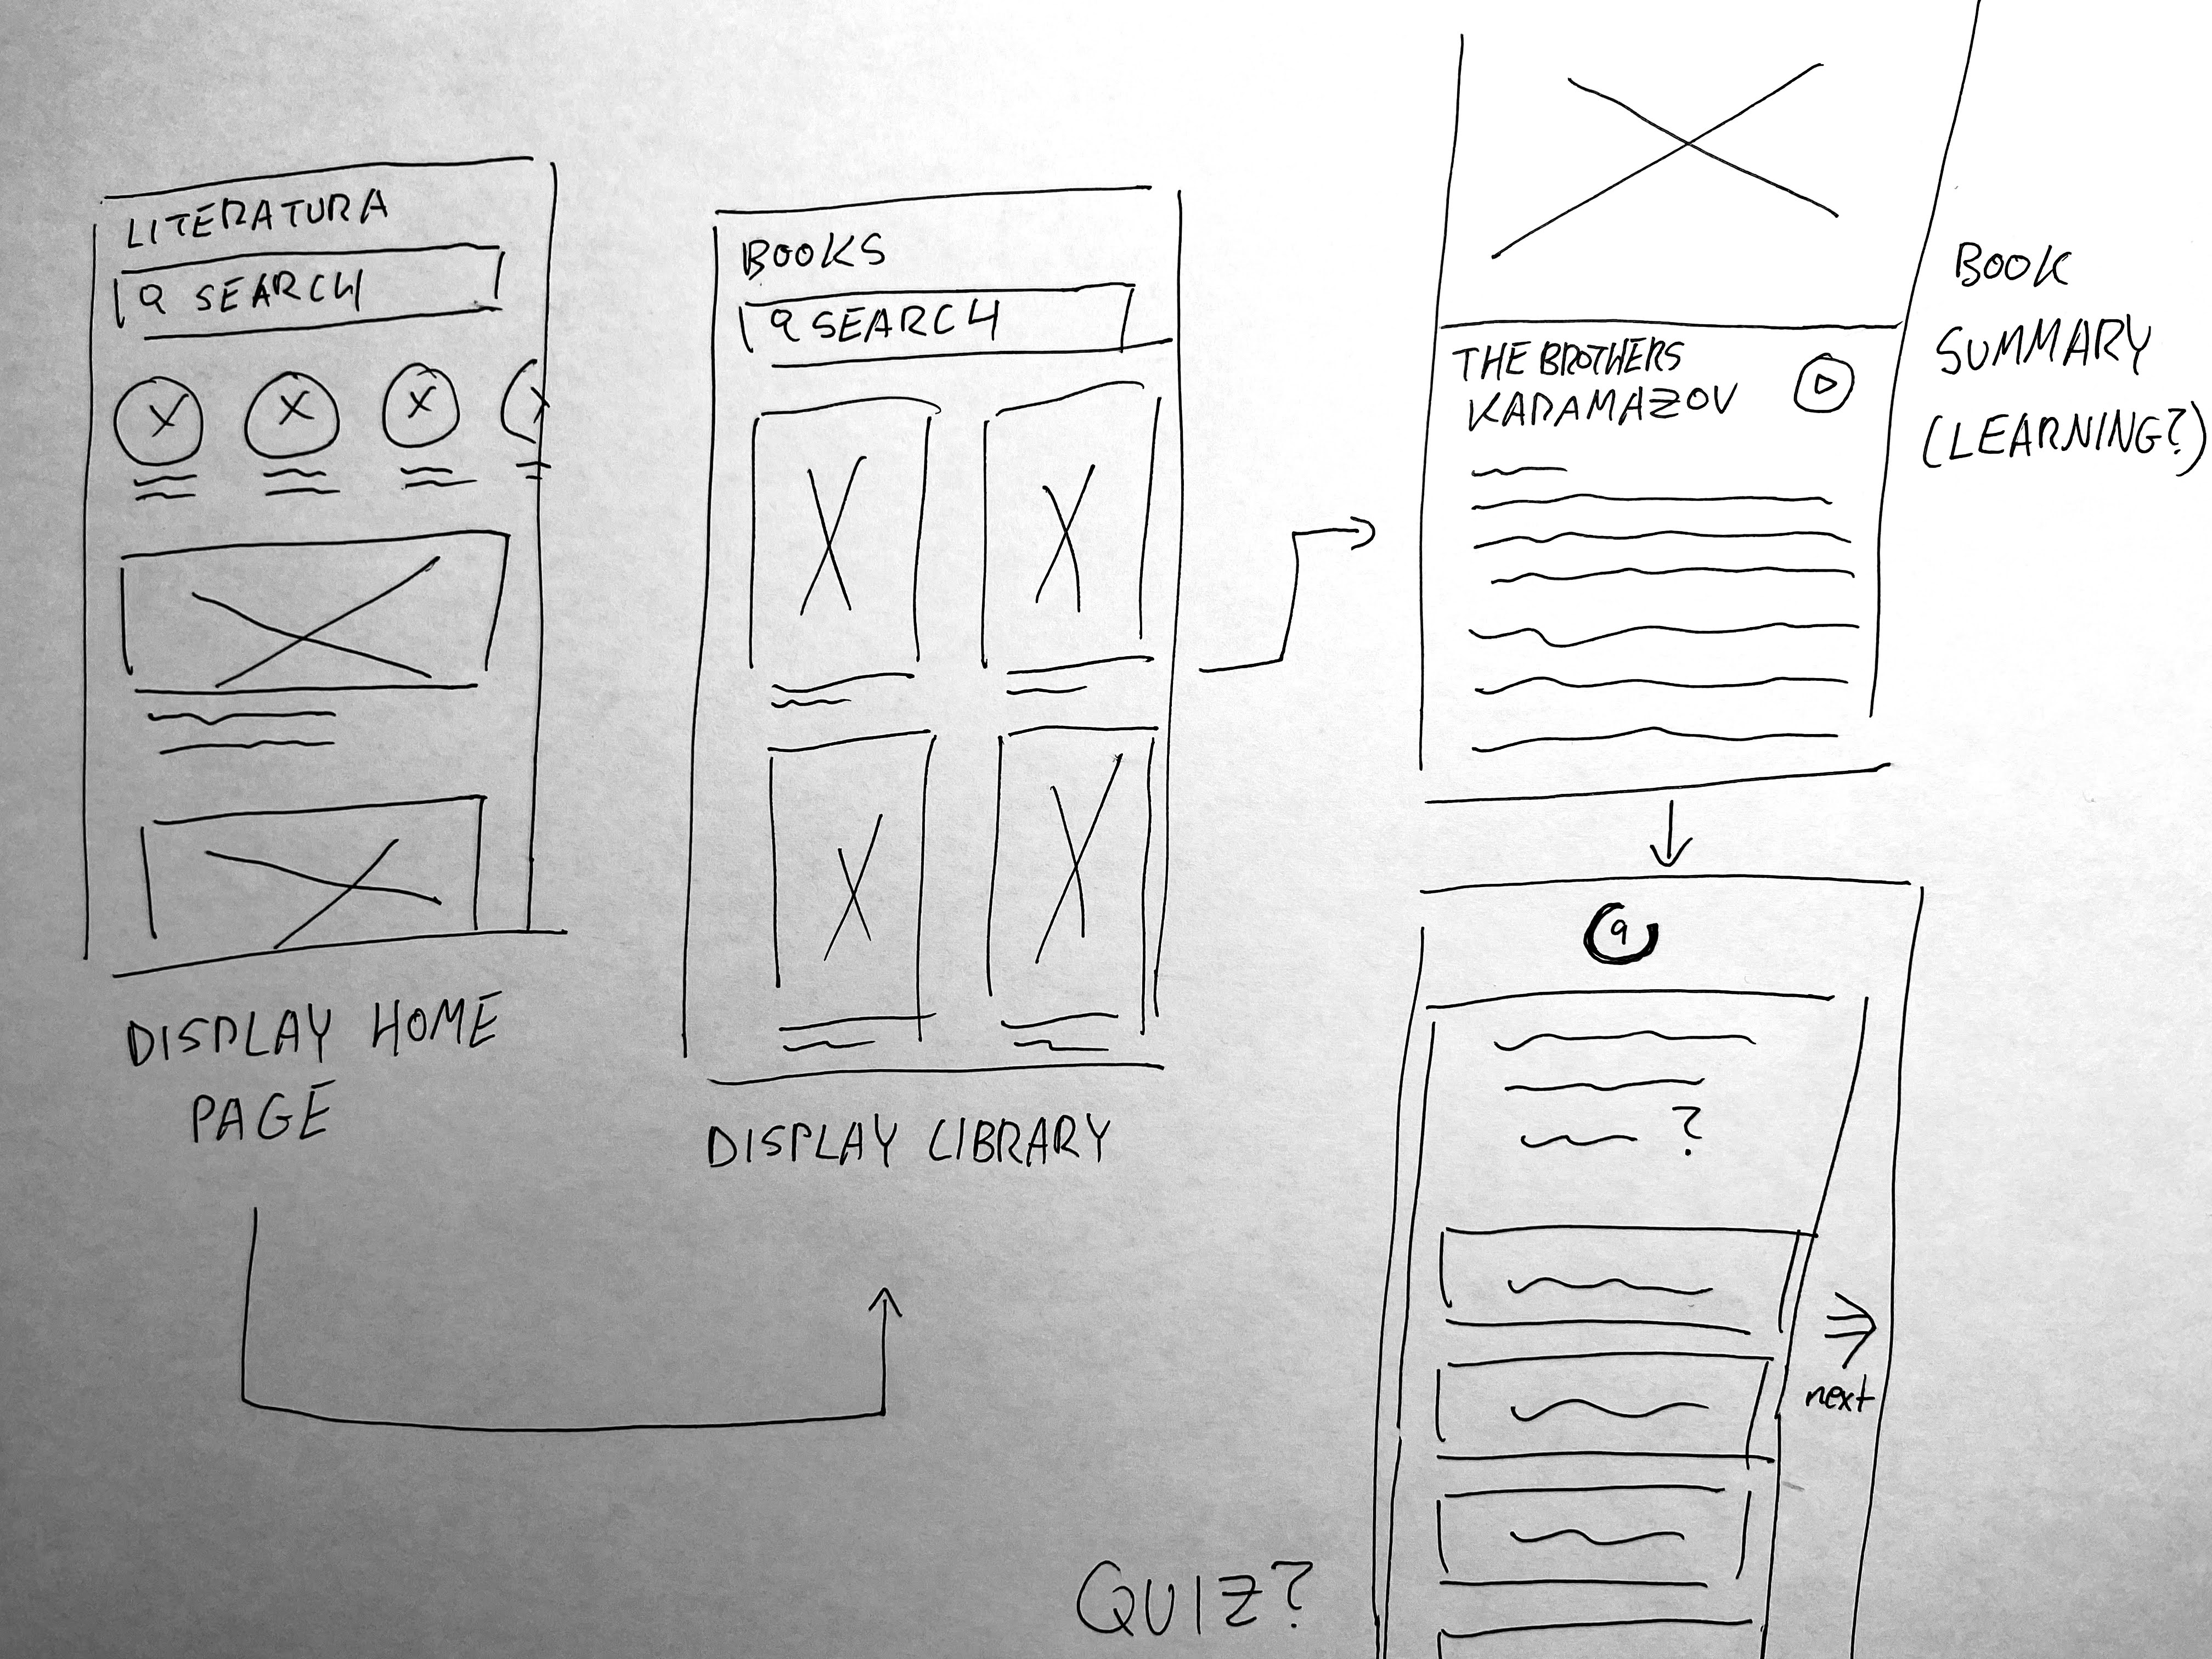 LITERATURA
SEARCH
DISPLAY HOME
PAGE
BOOKS
SEARCH
DISPLAY LIBRARY
THE BROTHERS
KARAMAZOV
BOOK
SUMMARY
(LEARNING?)
9
?
next
QUIZ?